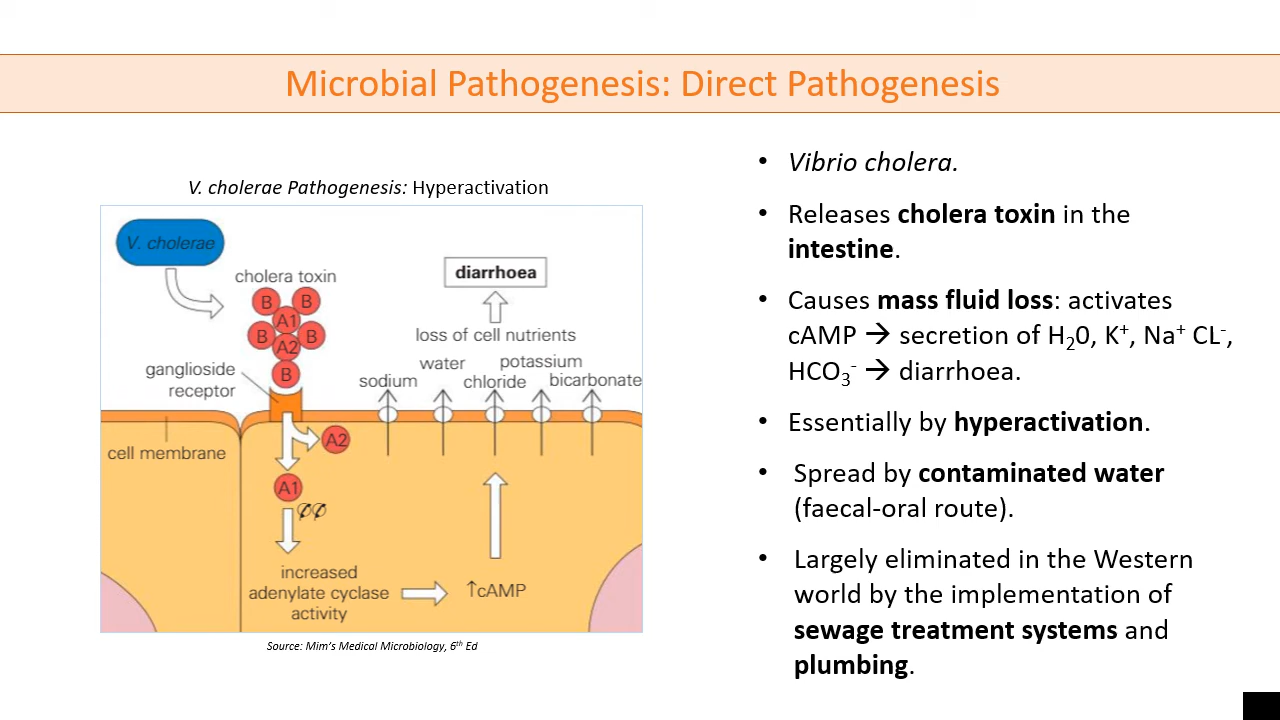 Microbial Pathogenesis: Direct Pathogenesis
V. cholerae Pathogenesis: Hyperactivation
V. cholerae
cholera toxin
B B
A1
B B
A2
B
ganglioside
receptor
cell membrane
A2
A1
increased
adenylate cyclase
activity
↑cAMP
diarrhoea
loss of cell nutrients
water potassium
sodium chloride bicarbonate
Source: Mim's Medical Microbiology, 6th Ed
• Vibrio cholera.
• Releases cholera toxin in the
intestine.
• Causes mass fluid loss: activates
cAMP → secretion of H₂0, K⁺, Na⁺ CL⁻,
HCO₃⁻ → diarrhoea.
• Essentially by hyperactivation.
• Spread by contaminated water
(faecal-oral route).
• Largely eliminated in the Western
world by the implementation of
sewage treatment systems and
plumbing.